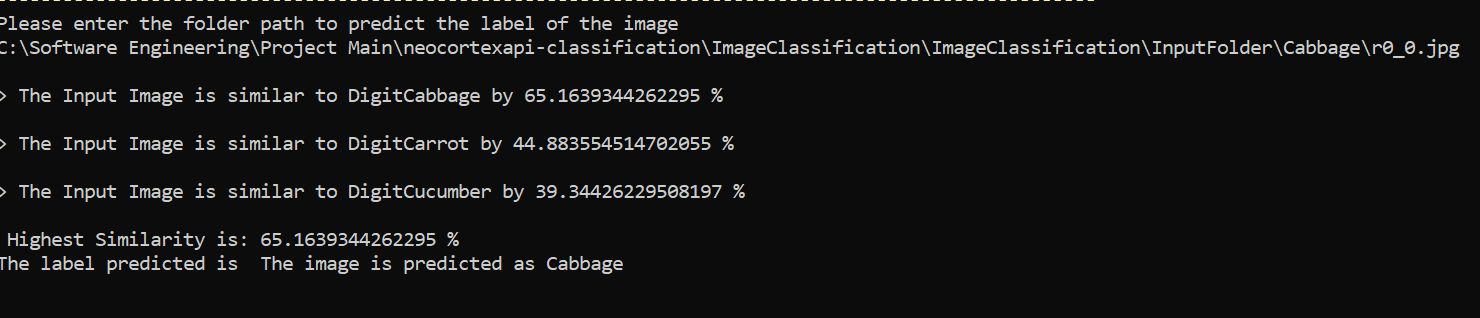 Please enter the folder path to predict the label of the image
C:\Software Engineering\Project Main\neocortexapi-classification\ImageClassification\ImageClassification\InputFolder\Cabbage\r0_0.jpg
> The Input Image is similar to DigitCabbage by 65.1639344262295 %
> The Input Image is similar to DigitCarrot by 44.883554514702055 %
> The Input Image is similar to DigitCucumber by 39.34426229508197 %
Highest Similarity is: 65.1639344262295 %
The label predicted is  The image is predicted as Cabbage